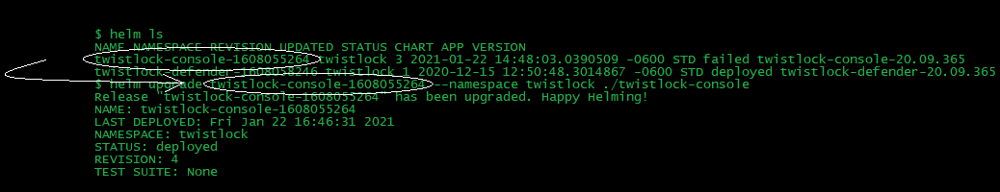 $ helm ls
NAME NAMESPACE REVISION UPDATED STATUS CHART APP VERSION
twistlock-console-1608055264 twistlock 3 2021-01-22 14:48:03.0390509 -0600 STD failed twistlock-console-20.09.365
twistlock-defender-1608058246 twistlock 1 2020-12-15 12:50:48.3014867 -0600 STD deployed twistlock-defender-20.09.365
$ helm upgrade twistlock-console-1608055264 --namespace twistlock ./twistlock-console
Release "twistlock-console-1608055264" has been upgraded. Happy Helming!
NAME: twistlock-console-1608055264
LAST DEPLOYED: Fri Jan 22 16:46:31 2021
NAMESPACE: twistlock
STATUS: deployed
REVISION: 4
TEST SUITE: None